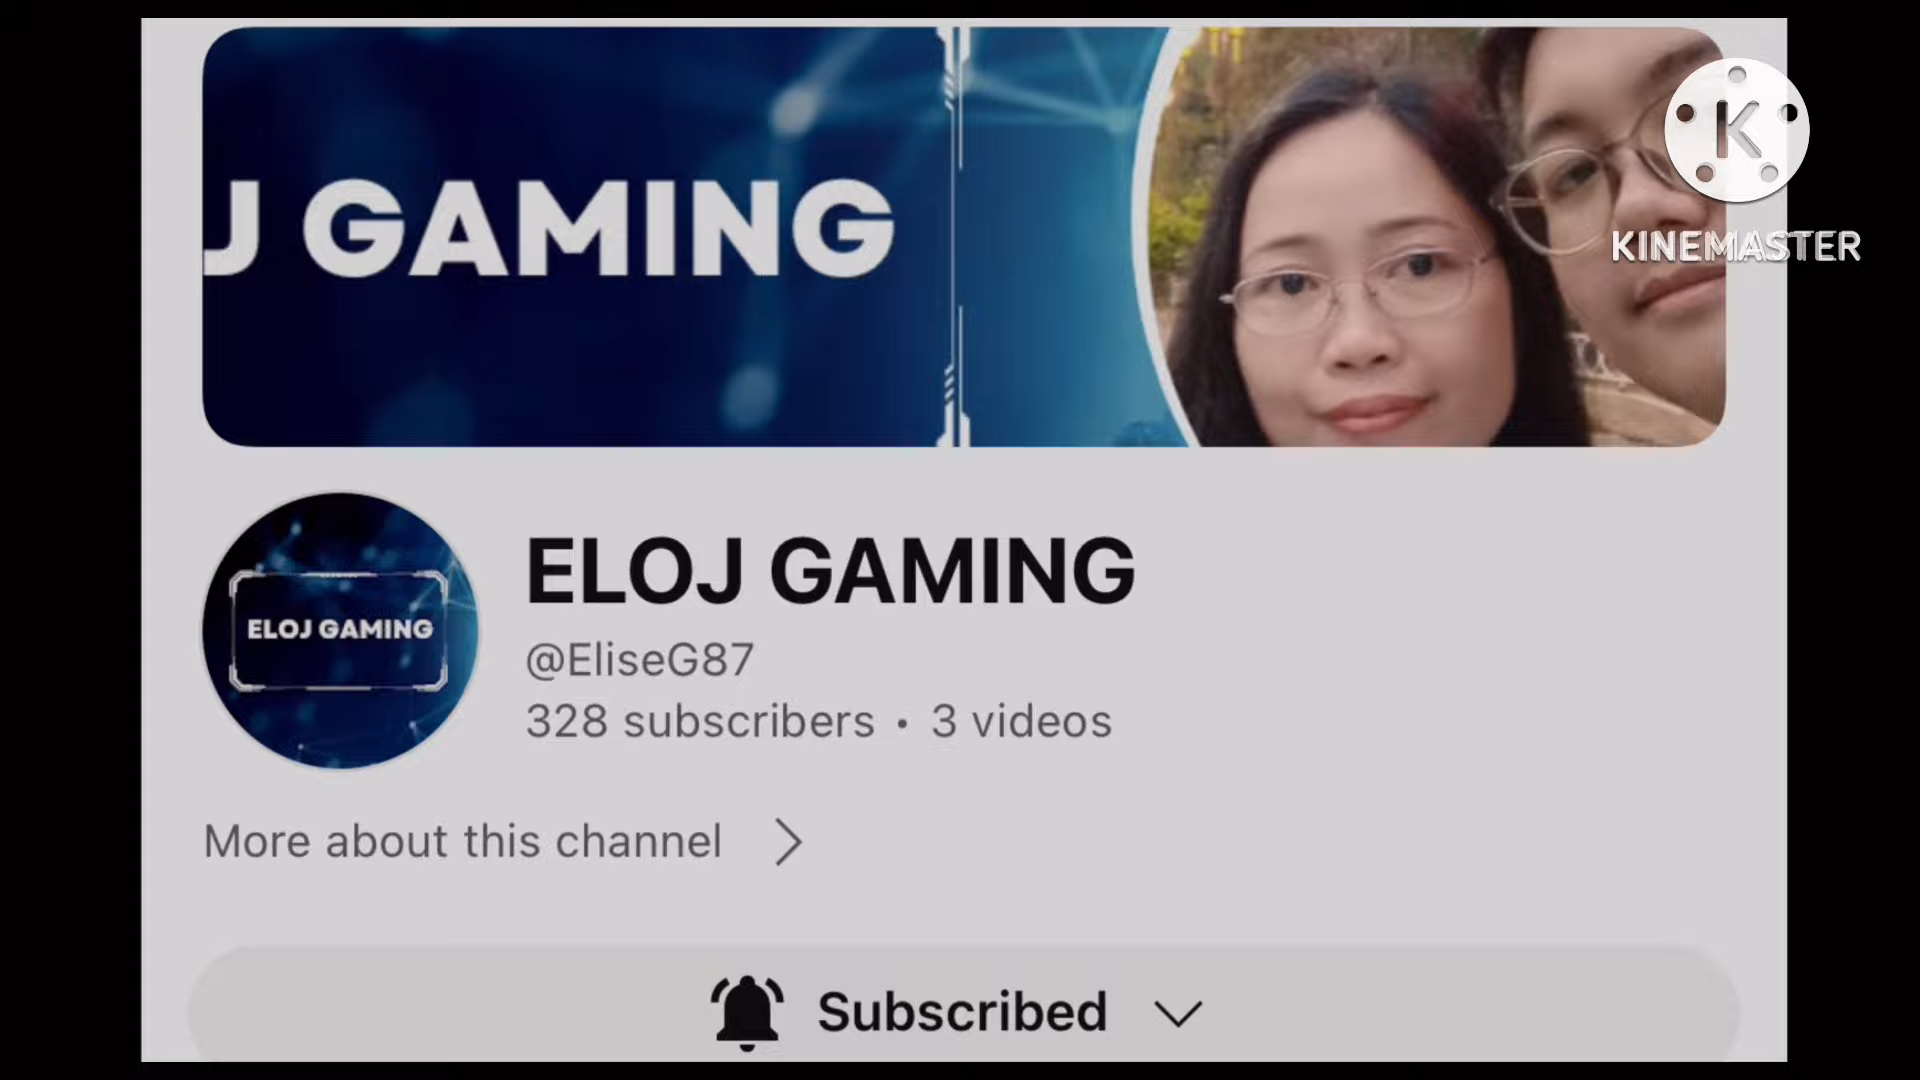 J GAMING
K
KINEMASTER
ELOJ GAMING
ELOJ GAMING
@EliseG87
328 subscribers • 3 videos
More about this channel
Subscribed